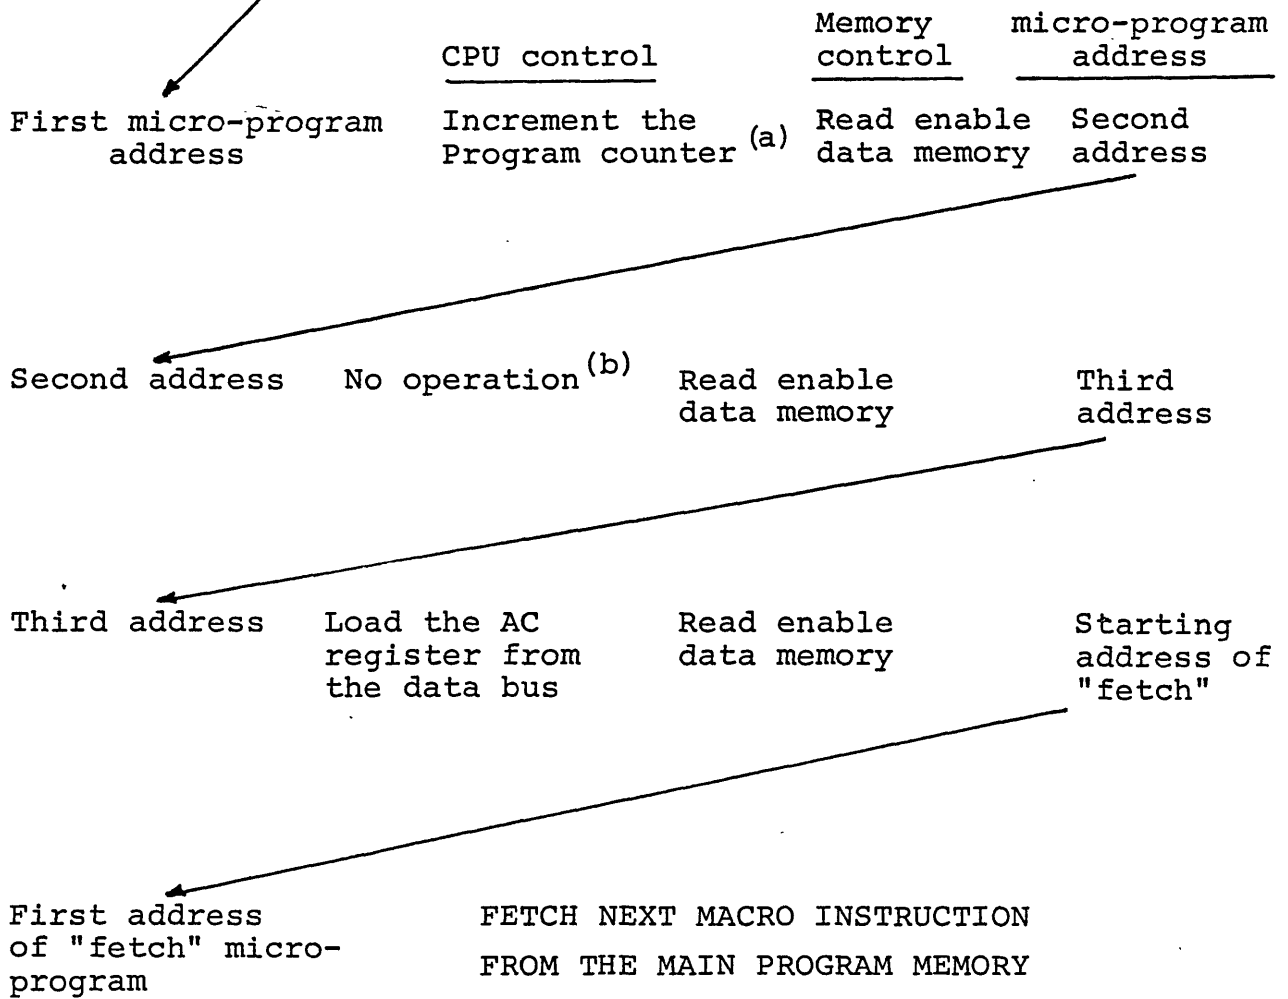 Memory micro-program
CPU control control address
First micro-program Increment the Read enable Second
address Program counter (a) data memory address
Second address No operation (b) Read enable Third
data memory address
Third address Load the AC Read enable Starting
register from data memory address of
the data bus "fetch"
First address FETCH NEXT MACRO INSTRUCTION
of "fetch" micro-
program FROM THE MAIN PROGRAM MEMORY